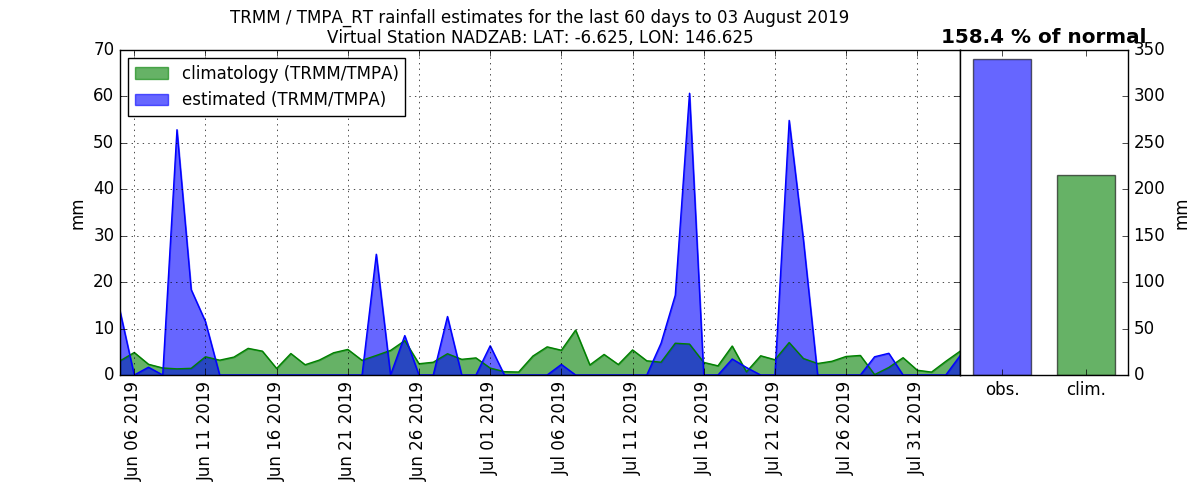 TRMM / TMPA_RT rainfall estimates for the last 60 days to 03 August 2019
Virtual Station NADZAB: LAT: -6.625, LON: 146.625
158.4 % of normal
climatology (TRMM/TMPA)
estimated (TRMM/TMPA)
70
60
50
40
30
20
10
0
mm
Jun 06 2019
Jun 11 2019
Jun 16 2019
Jun 21 2019
Jun 26 2019
Jul 01 2019
Jul 06 2019
Jul 11 2019
Jul 16 2019
Jul 21 2019
Jul 26 2019
Jul 31 2019
350
300
250
200
150
100
50
0
mm
obs.
clim.